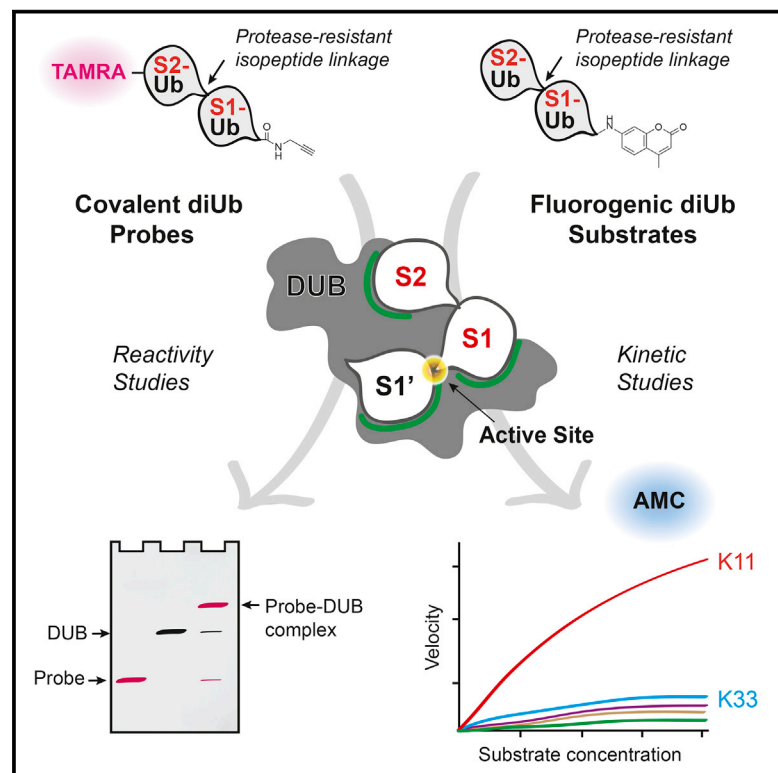 Protease-resistant
isopeptide linkage
TAMRA
S2-
Ub
S1-
Ub
O
N
H
Covalent diUb
Probes
Protease-resistant
isopeptide linkage
S2-
Ub
S1-
Ub
H
N
O
O
Fluorogenic diUb
Substrates
DUB
S2
S1
S1'
Active Site
Reactivity
Studies
Kinetic
Studies
AMC
DUB
Probe
Probe-DUB
complex
Velocity
K11
K33
Substrate concentration